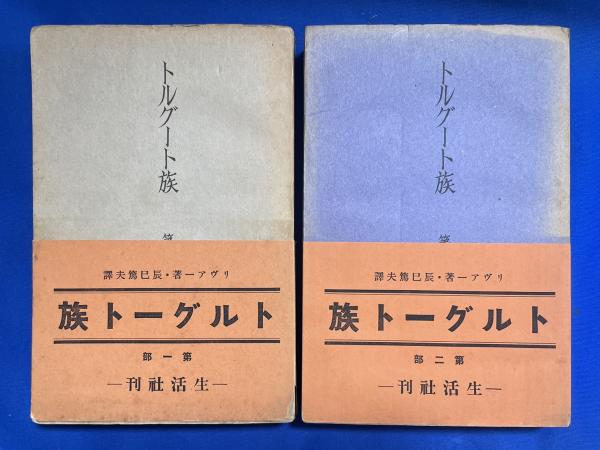 トルグート族
リヴアー著・辰巳篤夫譯
トルグート族
第一部
―生活社刊―
トルグート族
リヴアー著・辰巳篤夫譯
トルグート族
第二部
―生活社刊―